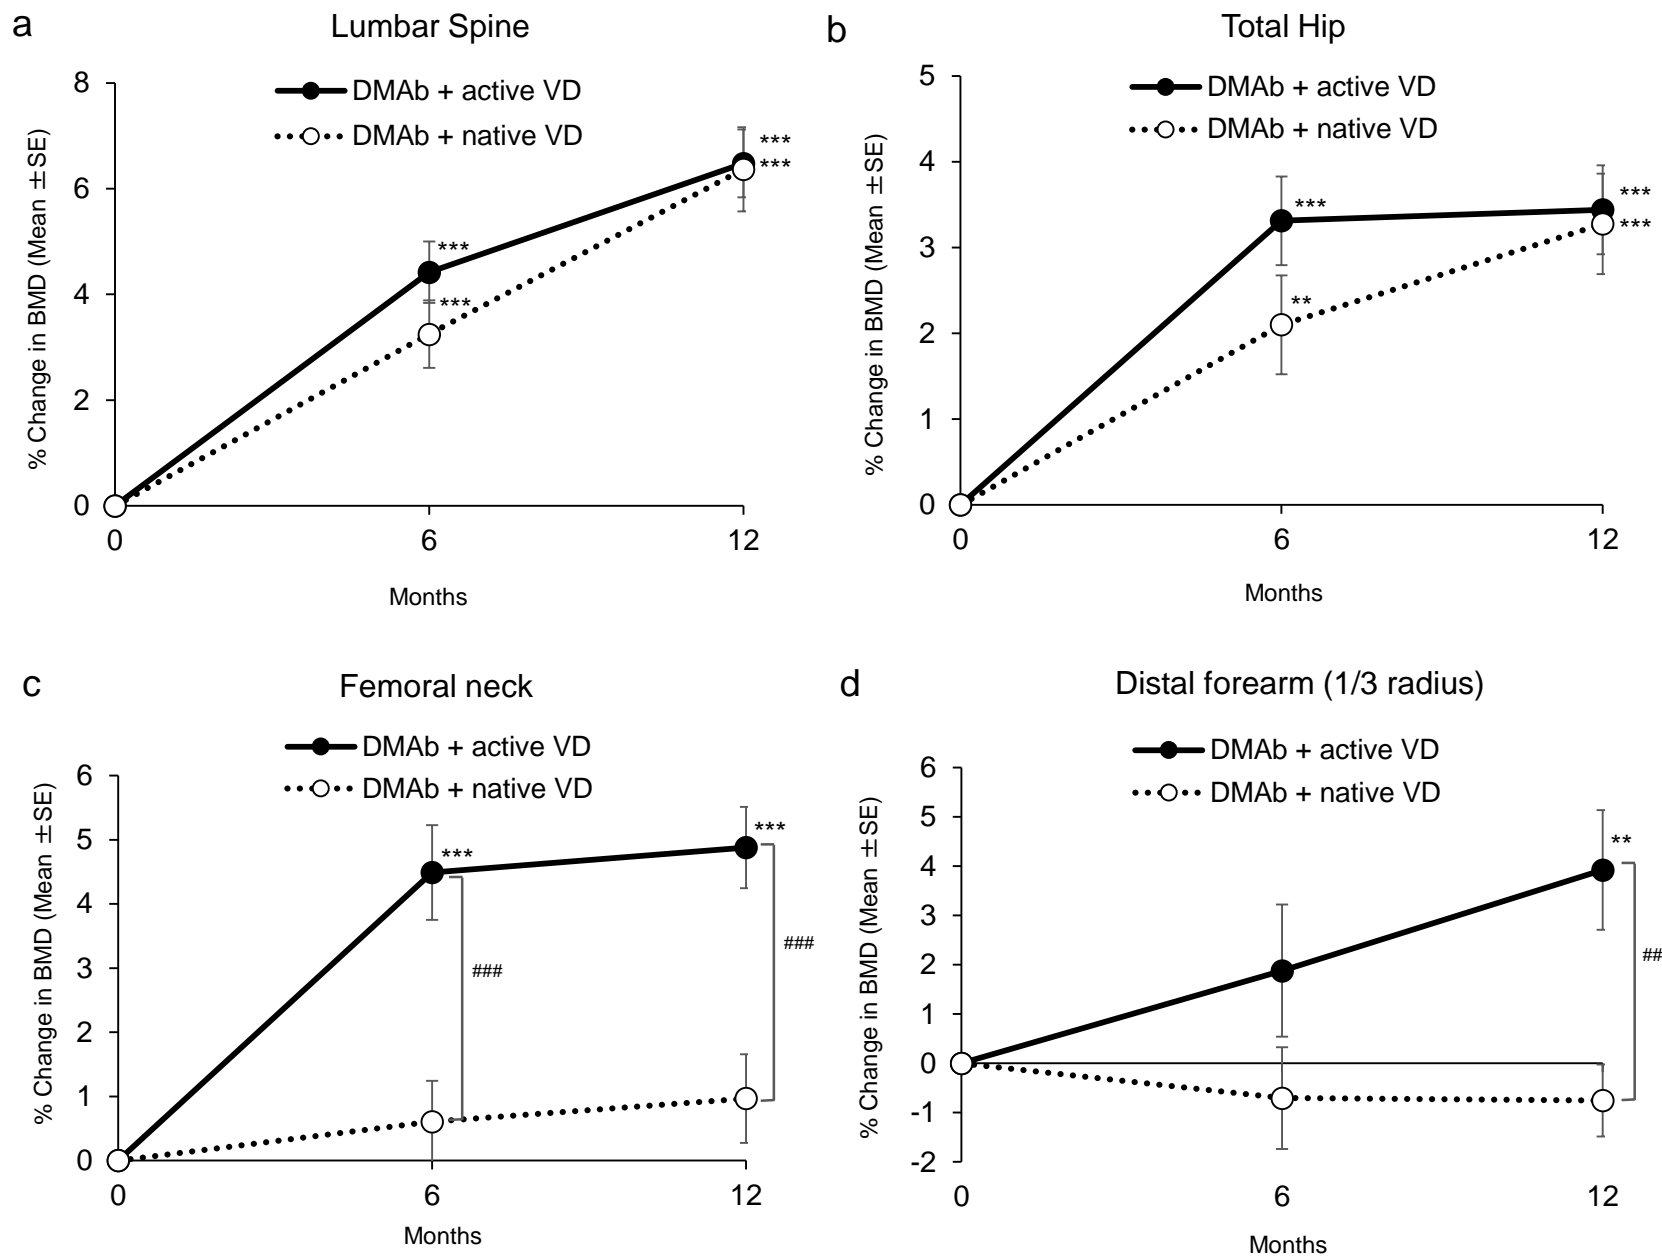 a
Lumbar Spine
DMAb + active VD
DMAb + native VD
% Change in BMD (Mean ±SE)
8
6
4
2
0
***
***
***
***
0
6
12
Months
b
Total Hip
DMAb + active VD
DMAb + native VD
% Change in BMD (Mean ±SE)
5
4
3
2
1
0
***
**
***
***
0
6
12
Months
c
Femoral neck
DMAb + active VD
DMAb + native VD
% Change in BMD (Mean ±SE)
6
5
4
3
2
1
0
***
***
###
###
0
6
12
Months
d
Distal forearm (1/3 radius)
DMAb + active VD
DMAb + native VD
% Change in BMD (Mean ±SE)
6
5
4
3
2
1
0
-1
-2
**
##
0
6
12
Months